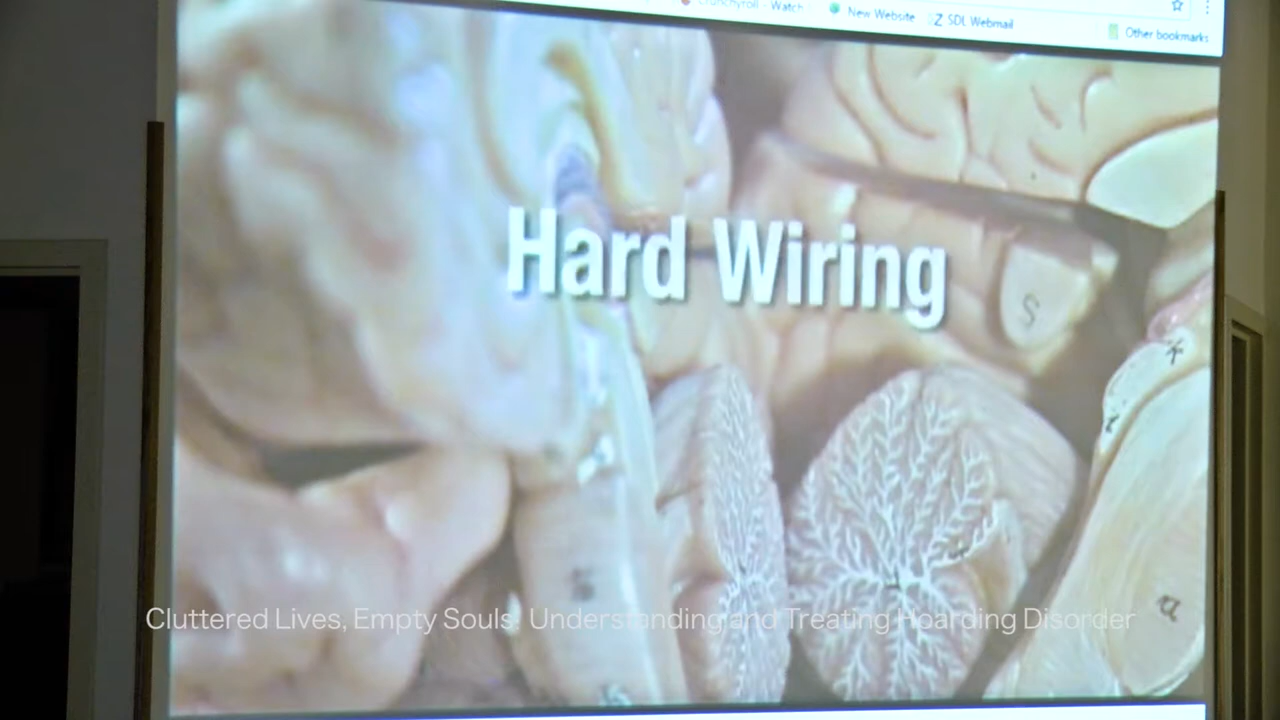 Crunchyroll - Watch
New Website
SDL Webmail
Other bookmarks
Hard Wiring
S
Cluttered Lives, Empty Souls: Understanding and Treating Hoarding Disorder
a